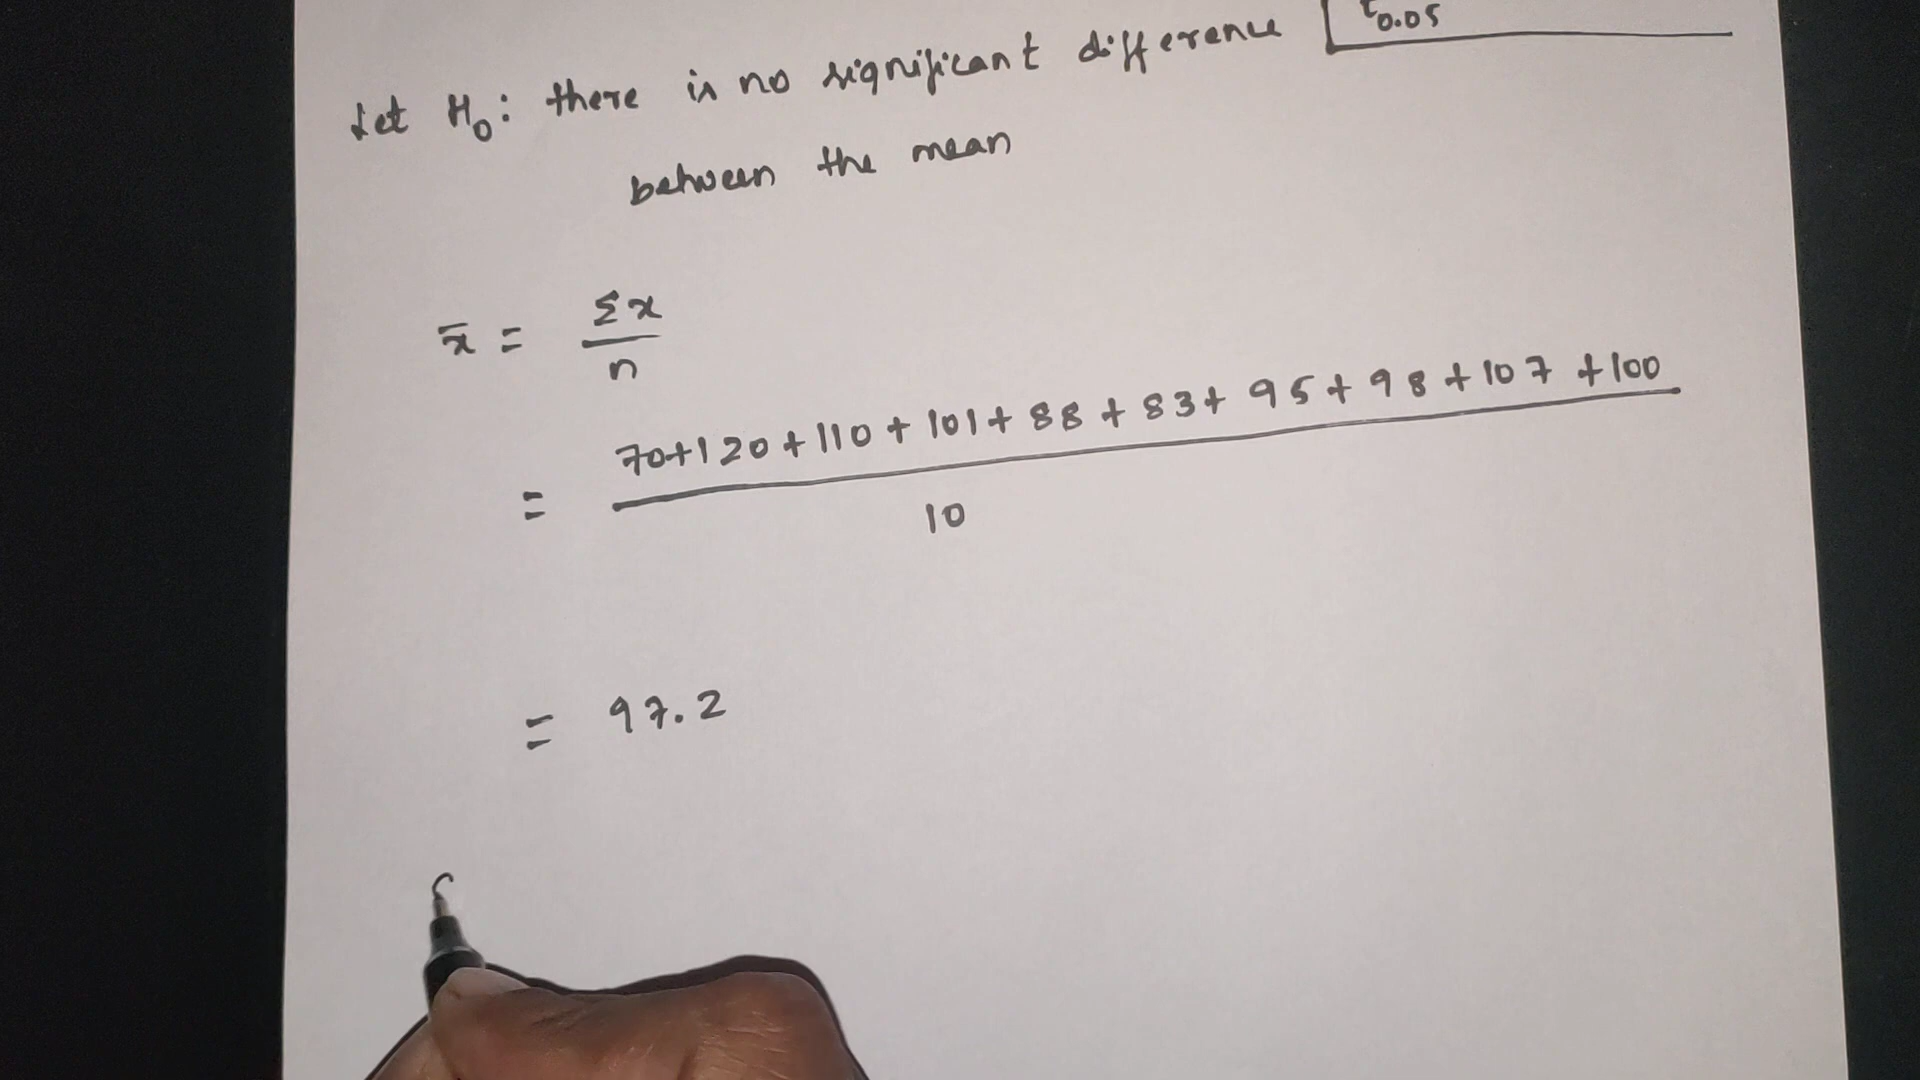 t0.05
Let H0: there is no significant difference
between the mean
x̄ = Σx
n
= 70+120+110+101+88+83+95+98+107+100
10
= 97.2